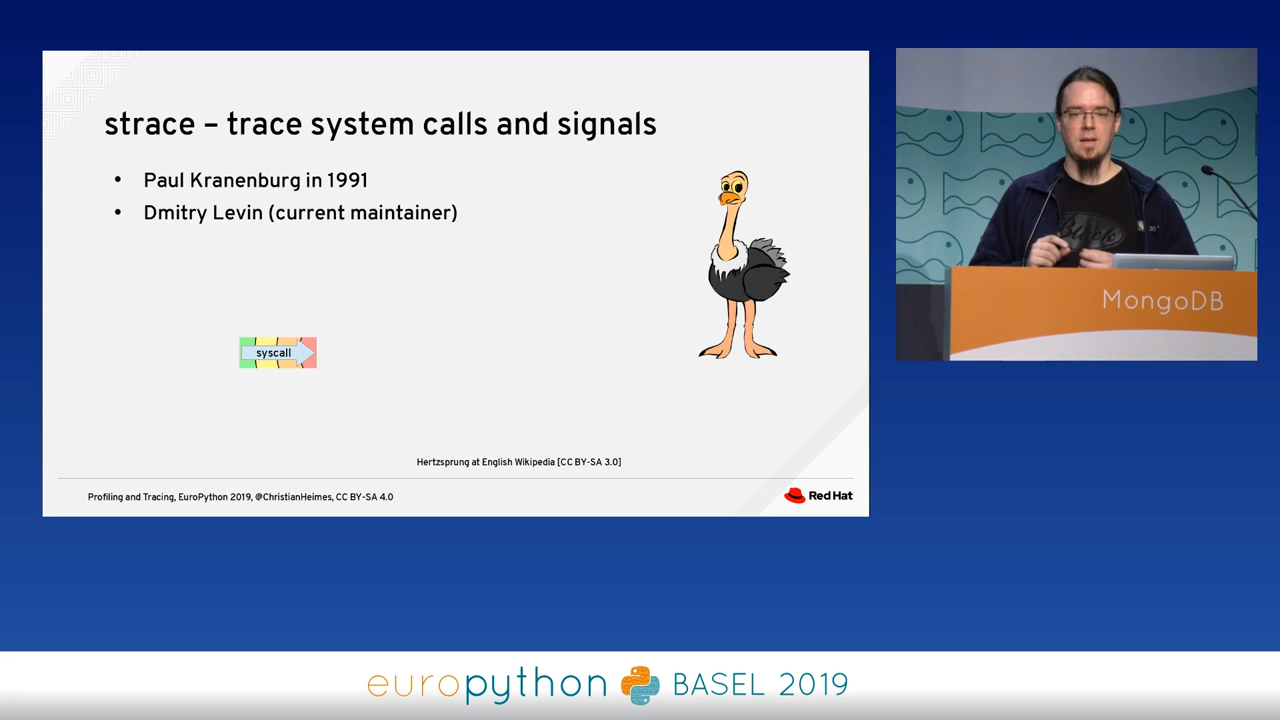 strace – trace system calls and signals
• Paul Kranenburg in 1991
• Dmitry Levin (current maintainer)
syscall
Hertzsprung at English Wikipedia [CC BY-SA 3.0]
Profiling and Tracing, EuroPython 2019, @ChristianHeimes, CC BY-SA 4.0
Red Hat
Black
MongoDB
europython BASEL 2019